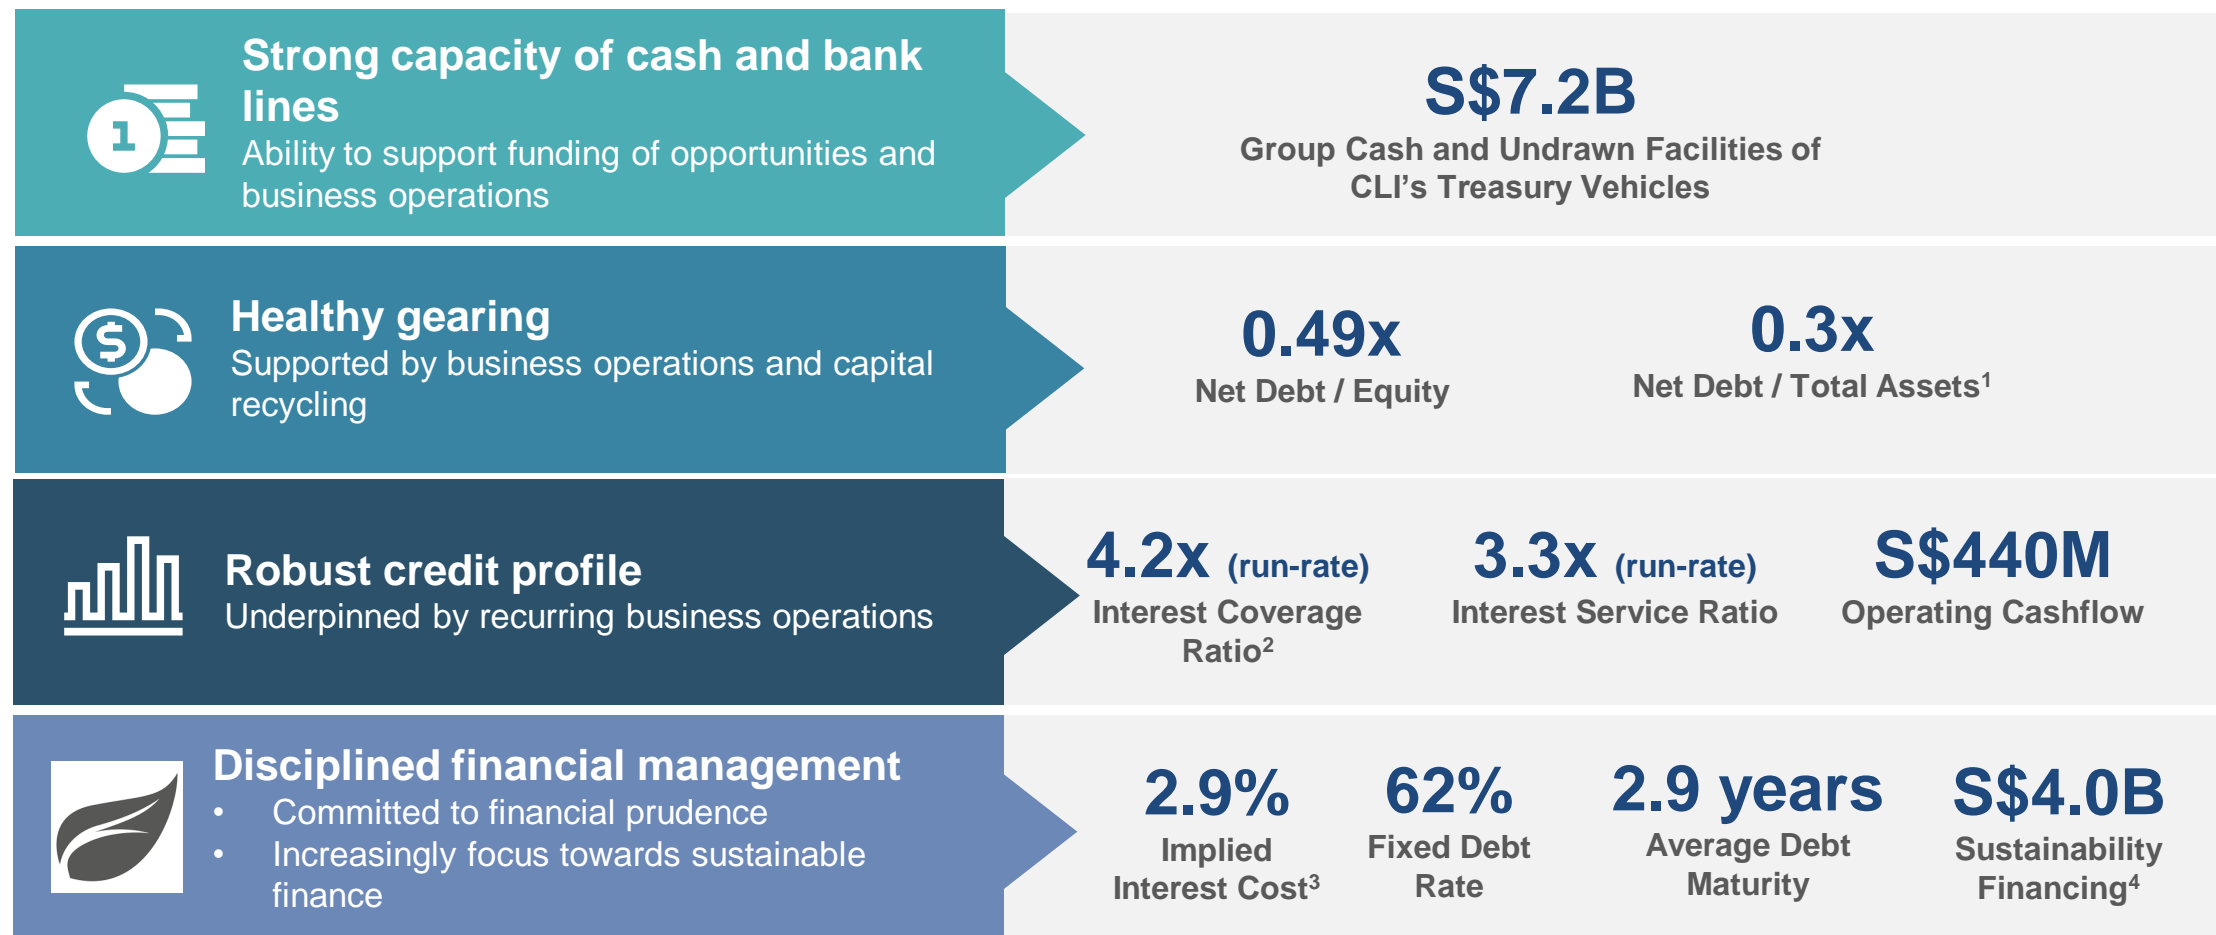 Strong capacity of cash and bank
lines
Ability to support funding of opportunities and
business operations
1
S$7.2B
Group Cash and Undrawn Facilities of
CLI’s Treasury Vehicles
Healthy gearing
Supported by business operations and capital
recycling
$
0.49x
Net Debt / Equity
0.3x
Net Debt / Total Assets¹
Robust credit profile
Underpinned by recurring business operations
4.2x (run-rate)
Interest Coverage
Ratio²
3.3x (run-rate)
Interest Service Ratio
S$440M
Operating Cashflow
Disciplined financial management
• Committed to financial prudence
• Increasingly focus towards sustainable
finance
2.9%
Implied
Interest Cost³
62%
Fixed Debt
Rate
2.9 years
Average Debt
Maturity
S$4.0B
Sustainability
Financing⁴